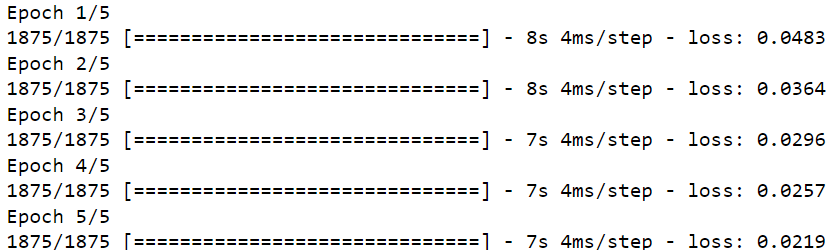 Epoch 1/5
1875/1875 [==============================] - 8s 4ms/step - loss: 0.0483
Epoch 2/5
1875/1875 [==============================] - 8s 4ms/step - loss: 0.0364
Epoch 3/5
1875/1875 [==============================] - 7s 4ms/step - loss: 0.0296
Epoch 4/5
1875/1875 [==============================] - 7s 4ms/step - loss: 0.0257
Epoch 5/5
1875/1875 [==============================] - 7s 4ms/step - loss: 0.0219